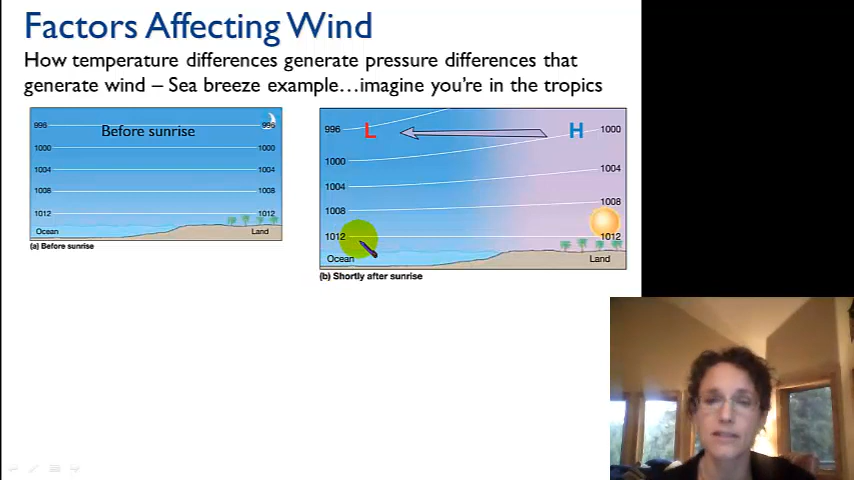 Factors Affecting Wind
How temperature differences generate pressure differences that
generate wind – Sea breeze example…imagine you're in the tropics
Before sunrise
996 996
1000 1000
1004 1004
1008 1008
1012 1012
Ocean Land
(a) Before sunrise
996 L H 1000
1000
1004 1004
1008 1008
1012 1012
Ocean Land
(b) Shortly after sunrise